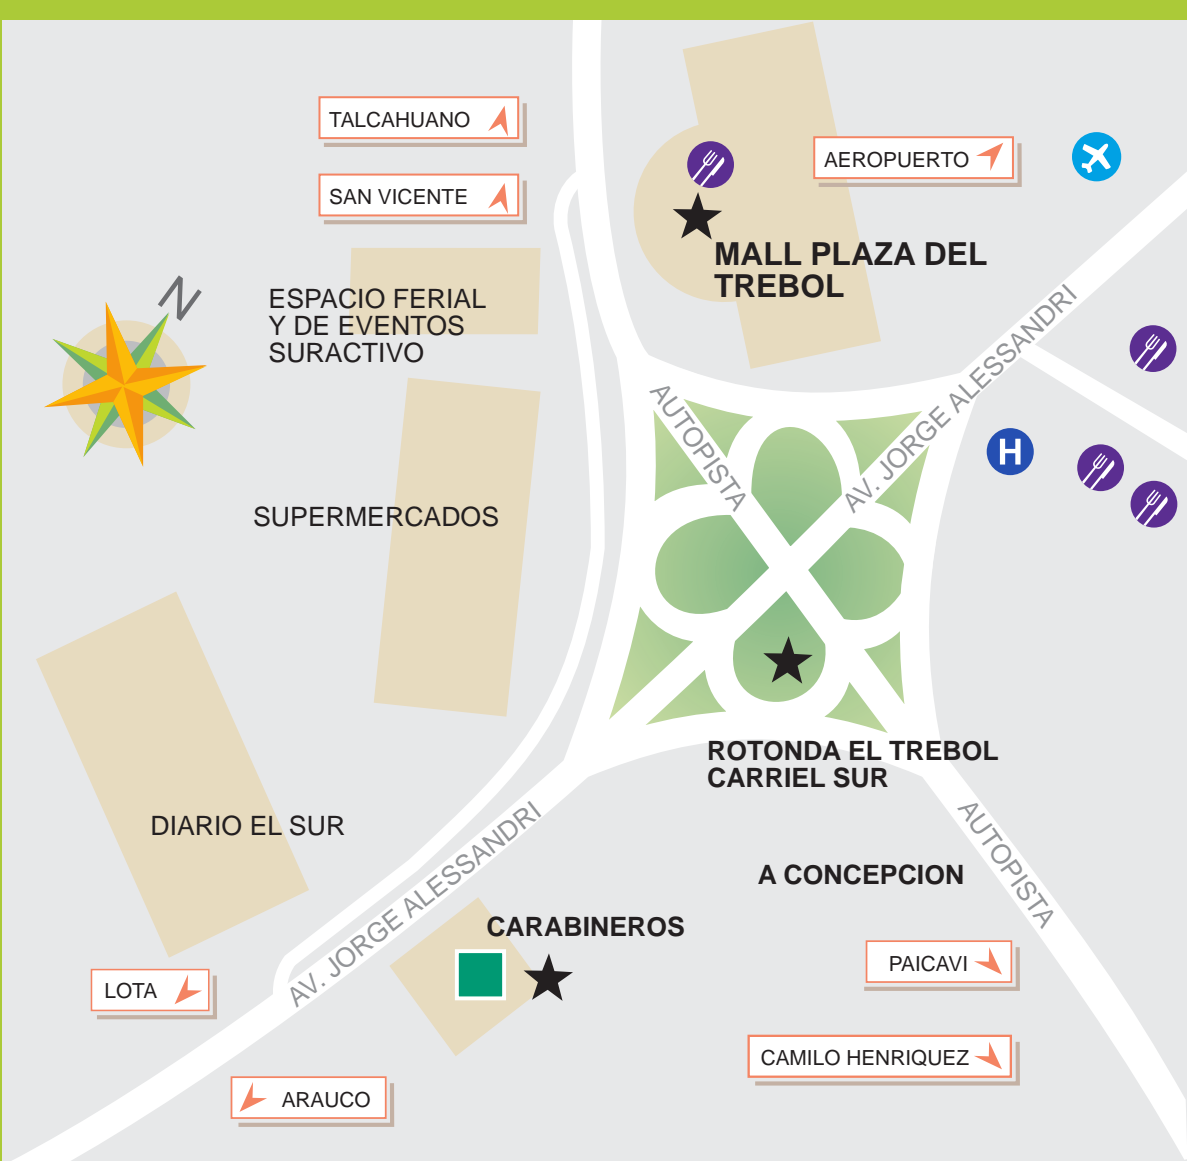 TALCAHUANO
SAN VICENTE
AEROPUERTO
MALL PLAZA DEL
TREBOL
N
ESPACIO FERIAL
Y DE EVENTOS
SURACTIVO
AUTOPISTA
AV. JORGE ALESSANDRI
H
SUPERMERCADOS
ROTONDA EL TREBOL
CARRIEL SUR
DIARIO EL SUR
AV. JORGE ALESSANDRI
AUTOPISTA
A CONCEPCION
CARABINEROS
PAICAVI
LOTA
CAMILO HENRIQUEZ
ARAUCO